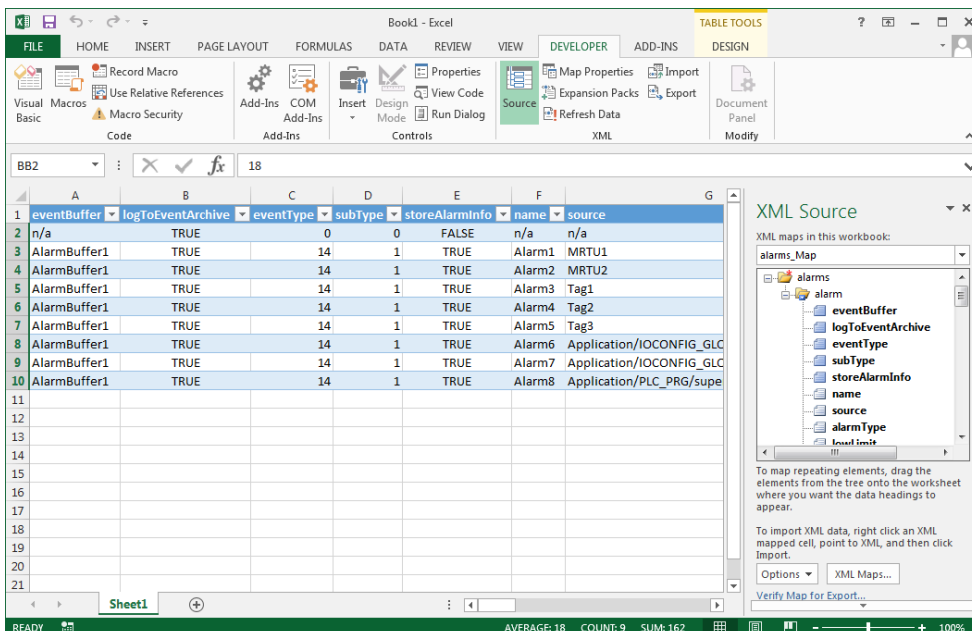 Book1 - Excel
TABLE TOOLS
FILE HOME INSERT PAGE LAYOUT FORMULAS DATA REVIEW VIEW DEVELOPER ADD-INS DESIGN
Visual Basic
Macros
Record Macro
Use Relative References
Macro Security
Code
Add-Ins
COM Add-Ins
Add-Ins
Insert
Design Mode
Properties
View Code
Run Dialog
Controls
Source
Map Properties
Expansion Packs
Refresh Data
Import
Export
XML
Document Panel
Modify
BB2 fx 18
A B C D E F G
1 eventBuffer logToEventArchive eventType subType storeAlarmInfo name source
2 n/a TRUE 0 0 FALSE n/a n/a
3 AlarmBuffer1 TRUE 14 1 TRUE Alarm1 MRTU1
4 AlarmBuffer1 TRUE 14 1 TRUE Alarm2 MRTU2
5 AlarmBuffer1 TRUE 14 1 TRUE Alarm3 Tag1
6 AlarmBuffer1 TRUE 14 1 TRUE Alarm4 Tag2
7 AlarmBuffer1 TRUE 14 1 TRUE Alarm5 Tag3
8 AlarmBuffer1 TRUE 14 1 TRUE Alarm6 Application/IOCONFIG_GLO
9 AlarmBuffer1 TRUE 14 1 TRUE Alarm7 Application/IOCONFIG_GLO
10 AlarmBuffer1 TRUE 14 1 TRUE Alarm8 Application/PLC_PRG/supe
11
12
13
14
15
16
17
18
19
20
21
Sheet1
XML Source
XML maps in this workbook:
alarms_Map
alarms
alarm
eventBuffer
logToEventArchive
eventType
subType
storeAlarmInfo
name
source
alarmType
lowLimit
To map repeating elements, drag the
elements from the tree onto the worksheet
where you want the data headings to
appear.
To import XML data, right click an XML
mapped cell, point to XML, and then click
Import.
Options XML Maps...
Verify Map for Export...
READY AVERAGE: 18 COUNT: 9 SUM: 162 100%